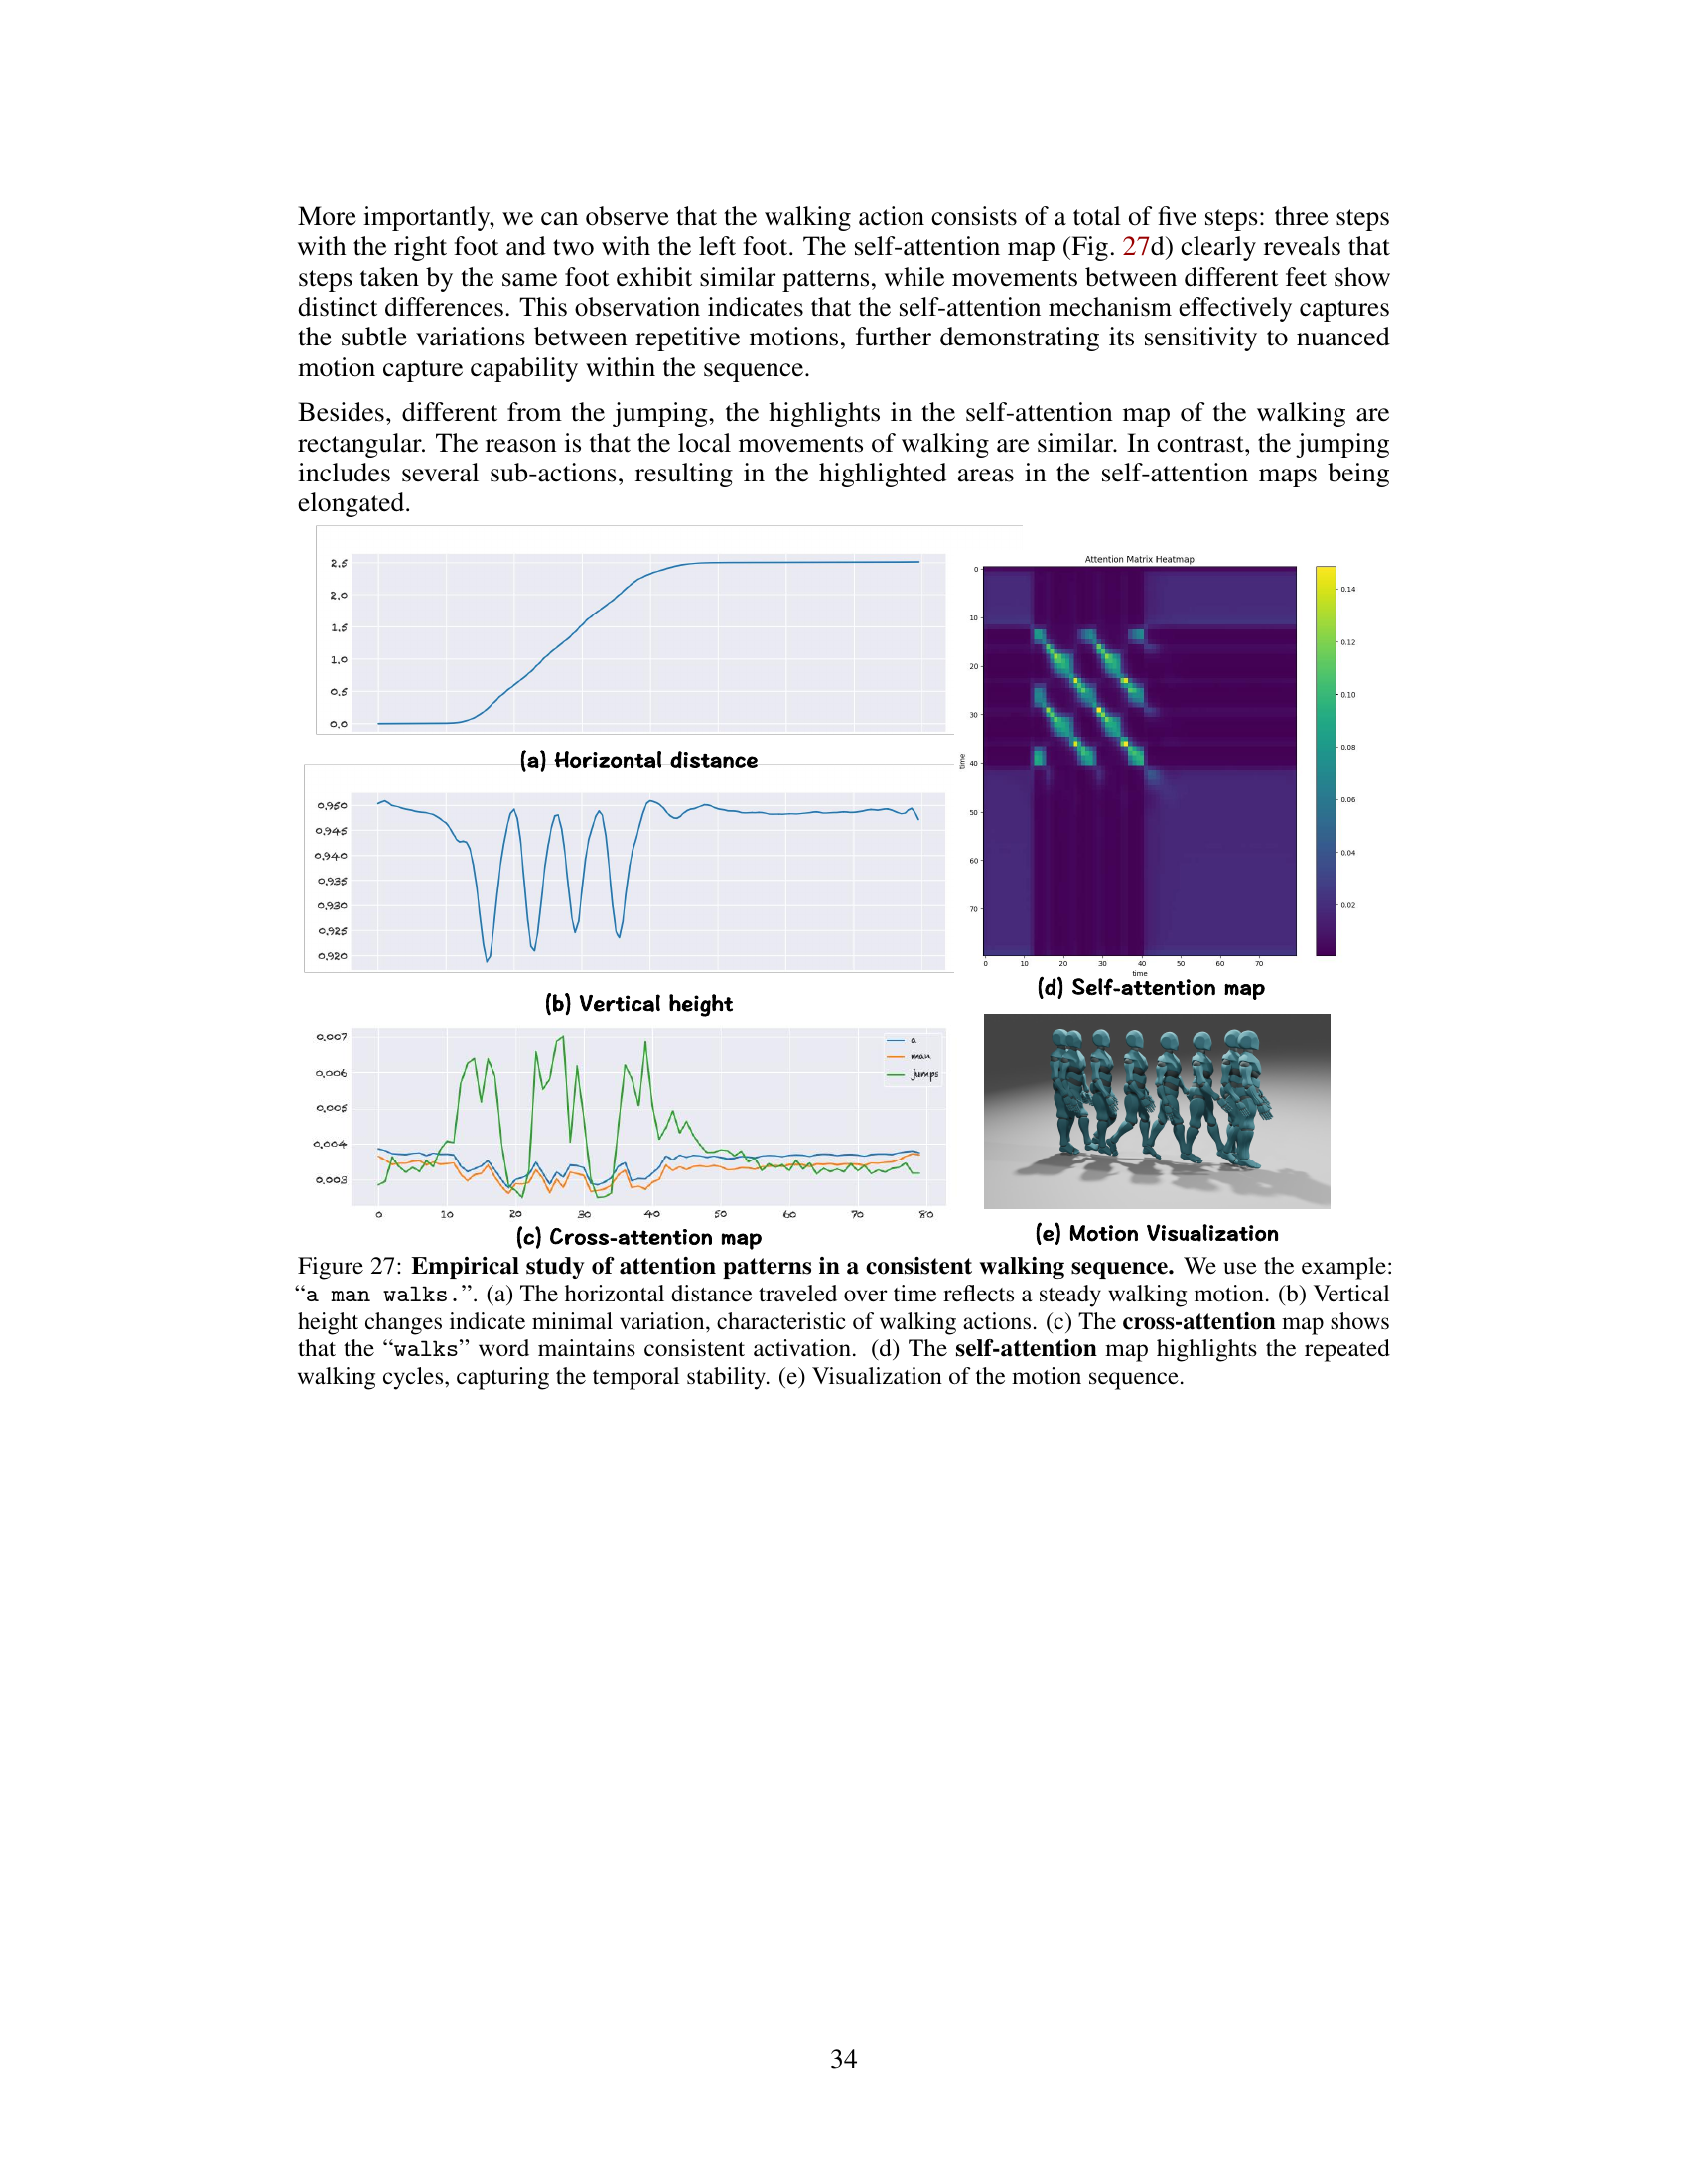 More importantly, we can observe that the walking action consists of a total of five steps: three steps
with the right foot and two with the left foot. The self-attention map (Fig. 27d) clearly reveals that
steps taken by the same foot exhibit similar patterns, while movements between different feet show
distinct differences. This observation indicates that the self-attention mechanism effectively captures
the subtle variations between repetitive motions, further demonstrating its sensitivity to nuanced
motion capture capability within the sequence.
Besides, different from the jumping, the highlights in the self-attention map of the walking are
rectangular. The reason is that the local movements of walking are similar. In contrast, the jumping
includes several sub-actions, resulting in the highlighted areas in the self-attention maps being
elongated.
2.5
2.0
1.5
1.0
0.5
0.0
(a) Horizontal distance
0.950
0.945
0.940
0.935
0.930
0.925
0.920
(b) Vertical height
0.007
0.006
0.005
0.004
0.003
a
man
jumps
0 10 20 30 40 50 60 70 80
(c) Cross-attention map
Attention Matrix Heatmap
0
10
20
30
40
50
60
70
time
0 10 20 30 40 50 60 70
time
0.14
0.12
0.10
0.08
0.06
0.04
0.02
(d) Self-attention map
(e) Motion Visualization
Figure 27: Empirical study of attention patterns in a consistent walking sequence. We use the example:
“a man walks.”. (a) The horizontal distance traveled over time reflects a steady walking motion. (b) Vertical
height changes indicate minimal variation, characteristic of walking actions. (c) The cross-attention map shows
that the “walks” word maintains consistent activation. (d) The self-attention map highlights the repeated
walking cycles, capturing the temporal stability. (e) Visualization of the motion sequence.
34